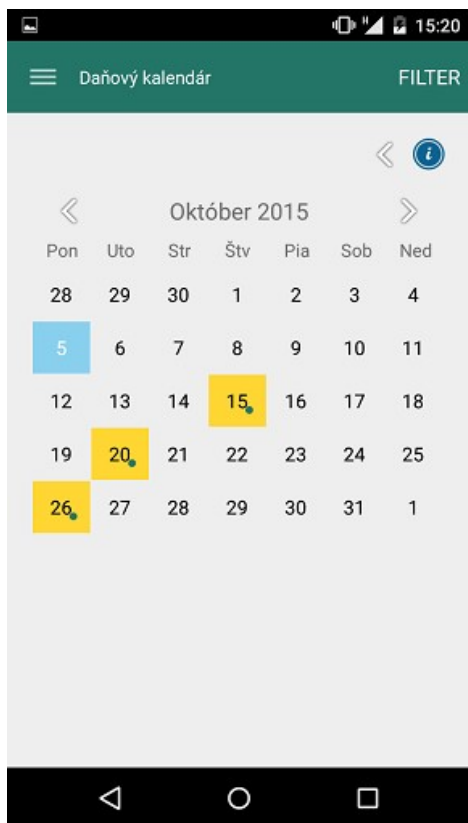 15:20
Daňový kalendár FILTER
Október 2015
Pon Uto Str Štv Pia Sob Ned
28 29 30 1 2 3 4
5 6 7 8 9 10 11
12 13 14 15 16 17 18
19 20 21 22 23 24 25
26 27 28 29 30 31 1